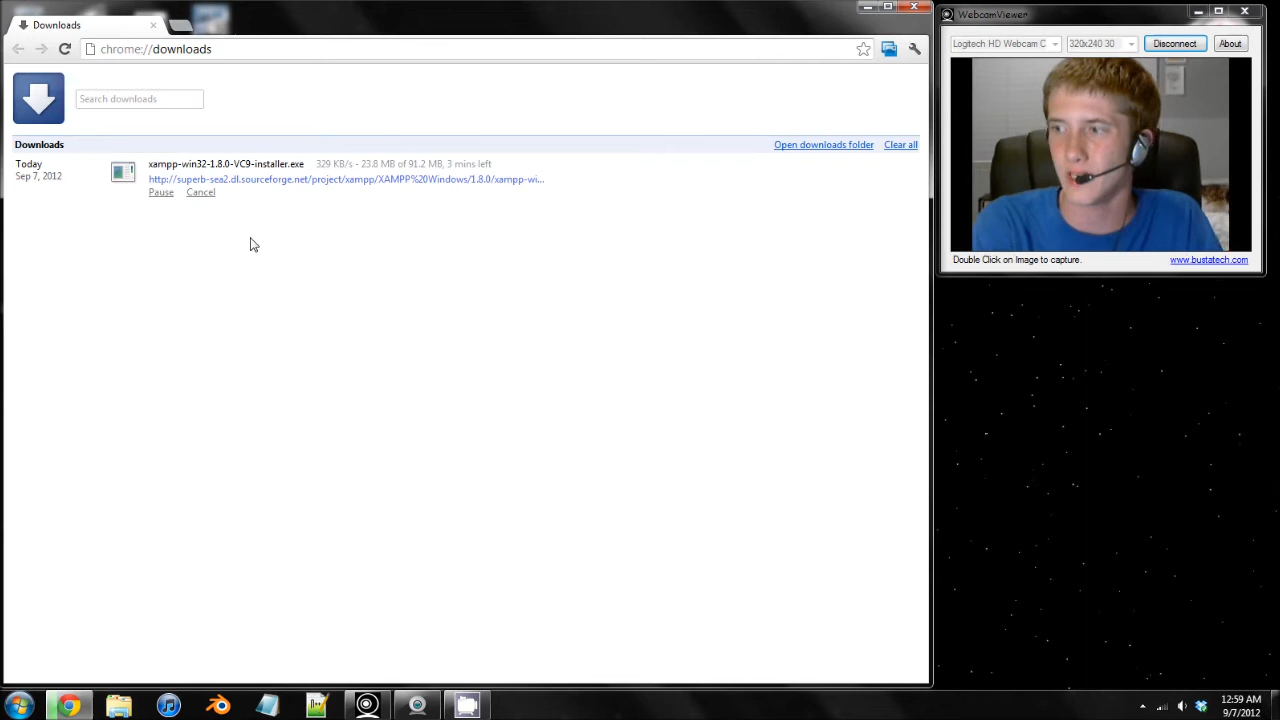 Downloads
chrome://downloads
Search downloads
Downloads
Open downloads folder
Clear all
Today
Sep 7, 2012
xampp-win32-1.8.0-VC9-installer.exe
329 KB/s - 23.8 MB of 91.2 MB, 3 mins left
http://superb-sea2.dl.sourceforge.net/project/xampp/XAMPP%20Windows/1.8.0/xampp-wi...
Pause
Cancel
WebcamViewer
Logitech HD Webcam C
320x240 30
Disconnect
About
Double Click on Image to capture.
www.bustatech.com
12:59 AM
9/7/2012